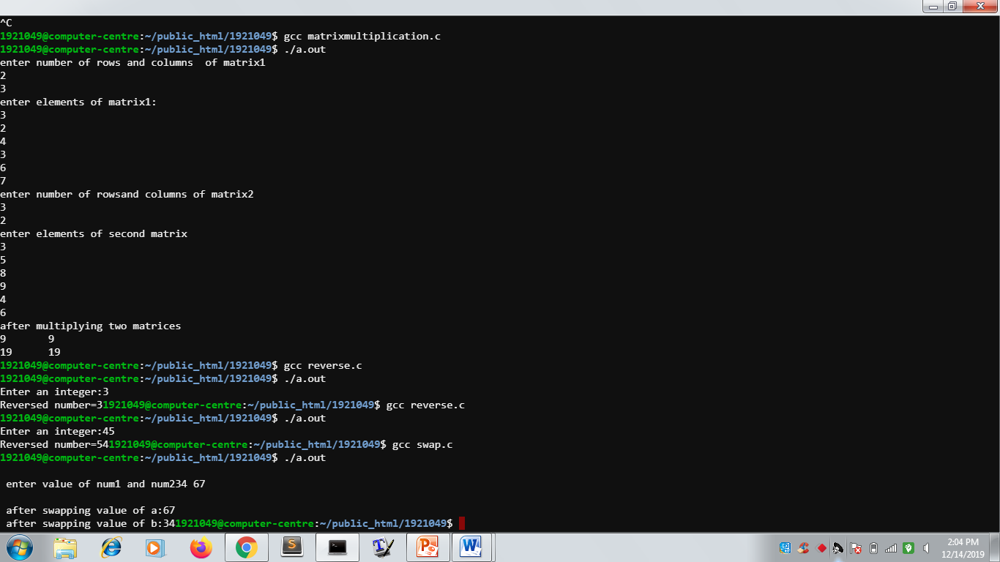 ^C
1921049@computer-centre:~/public_html/1921049$ gcc matrixmultiplication.c
1921049@computer-centre:~/public_html/1921049$ ./a.out
enter number of rows and columns  of matrix1
2
3
enter elements of matrix1:
3
2
4
3
6
7
enter number of rowsand columns of matrix2
3
2
enter elements of second matrix
3
5
8
9
4
6
after multiplying two matrices
9       9
19      19
1921049@computer-centre:~/public_html/1921049$ gcc reverse.c
1921049@computer-centre:~/public_html/1921049$ ./a.out
Enter an integer:3
Reversed number=31921049@computer-centre:~/public_html/1921049$ gcc reverse.c
1921049@computer-centre:~/public_html/1921049$ ./a.out
Enter an integer:45
Reversed number=541921049@computer-centre:~/public_html/1921049$ gcc swap.c
1921049@computer-centre:~/public_html/1921049$ ./a.out
enter value of num1 and num234 67
after swapping value of a:67
after swapping value of b:341921049@computer-centre:~/public_html/1921049$
2:04 PM
12/14/2019